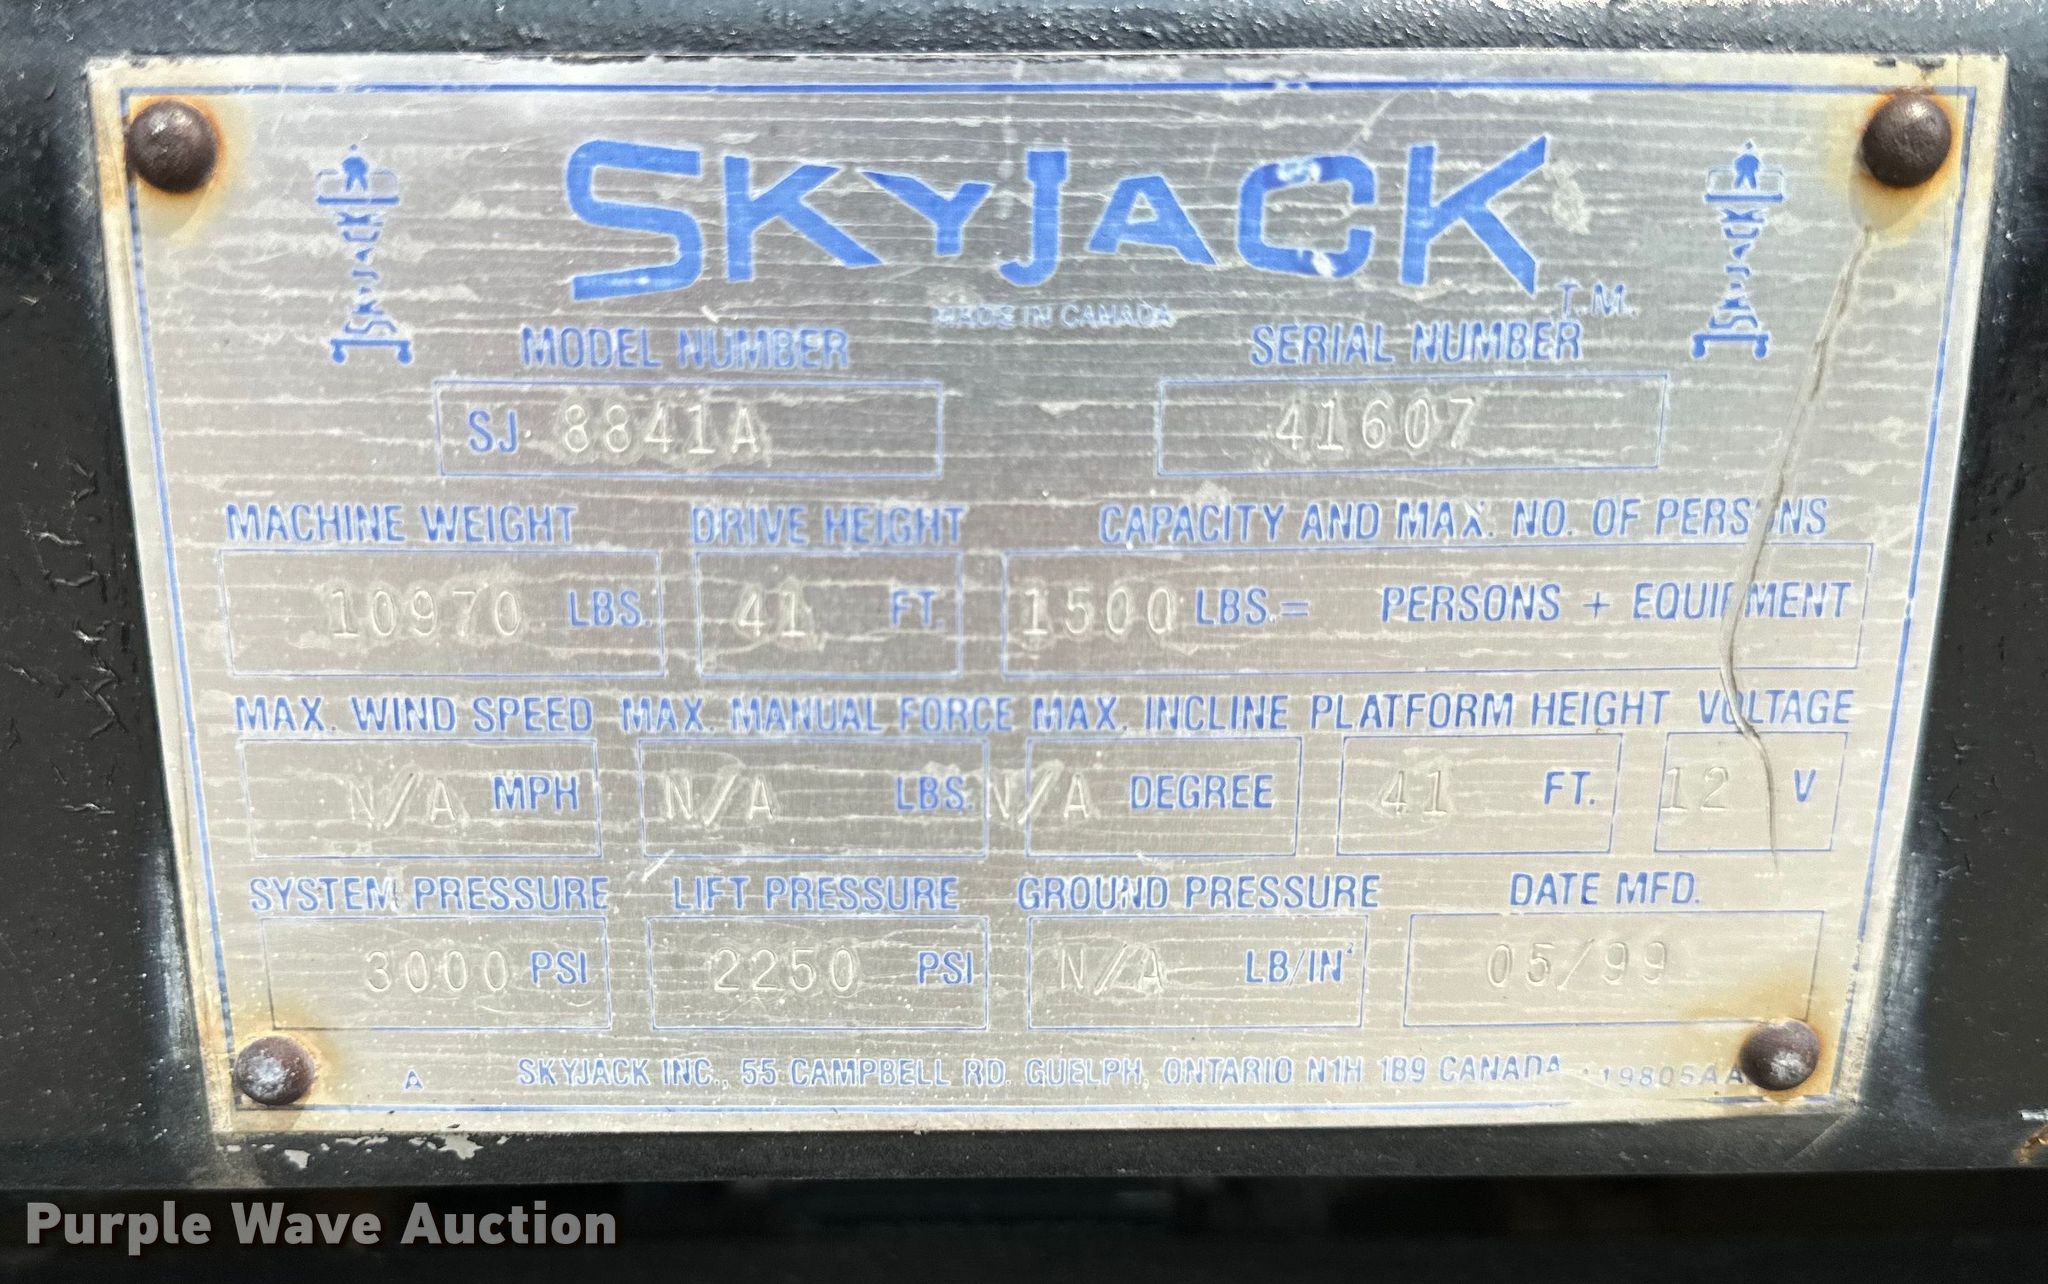 SKYJACK T.M.
SKYJACK
SKYJACK
MADE IN CANADA
MODEL NUMBER SERIAL NUMBER
SJ 8841A 41607
MACHINE WEIGHT DRIVE HEIGHT CAPACITY AND MAX. NO. OF PERSONS
10970 LBS. 41 FT. 1500 LBS.= PERSONS + EQUIPMENT
MAX. WIND SPEED MAX. MANUAL FORCE MAX. INCLINE PLATFORM HEIGHT VOLTAGE
N/A MPH N/A LBS. N/A DEGREE 41 FT. 12 V
SYSTEM PRESSURE LIFT PRESSURE GROUND PRESSURE DATE MFD.
3000 PSI 2250 PSI N/A LB/IN² 05/99
A SKYJACK INC., 55 CAMPBELL RD. GUELPH, ONTARIO N1H 1B9 CANADA
Purple Wave Auction